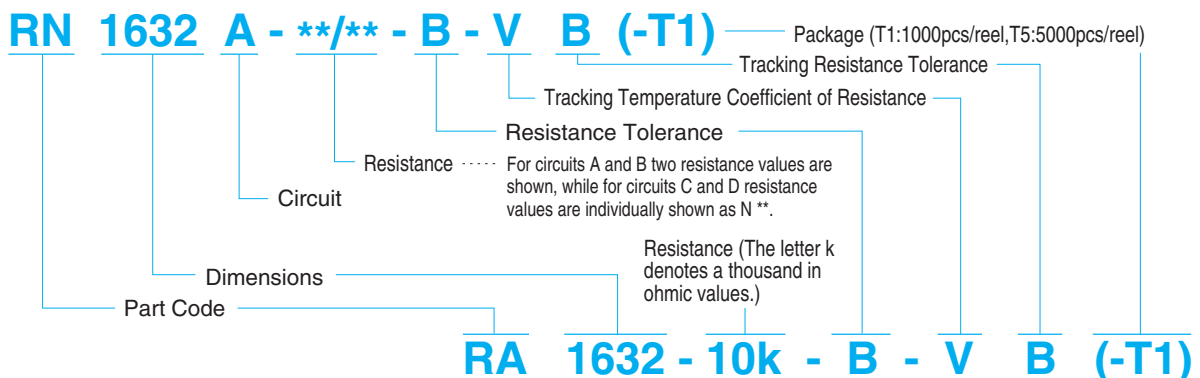 RN 1632 A - **/** - B - V B (-T1)
Package (T1:1000pcs/reel,T5:5000pcs/reel)
Tracking Resistance Tolerance
Tracking Temperature Coefficient of Resistance
Resistance Tolerance
Resistance ····· For circuits A and B two resistance values are
shown, while for circuits C and D resistance
values are individually shown as N **.
Circuit
Resistance (The letter k
denotes a thousand in
ohmic values.)
Dimensions
Part Code
RA 1632 - 10k - B - V B (-T1)